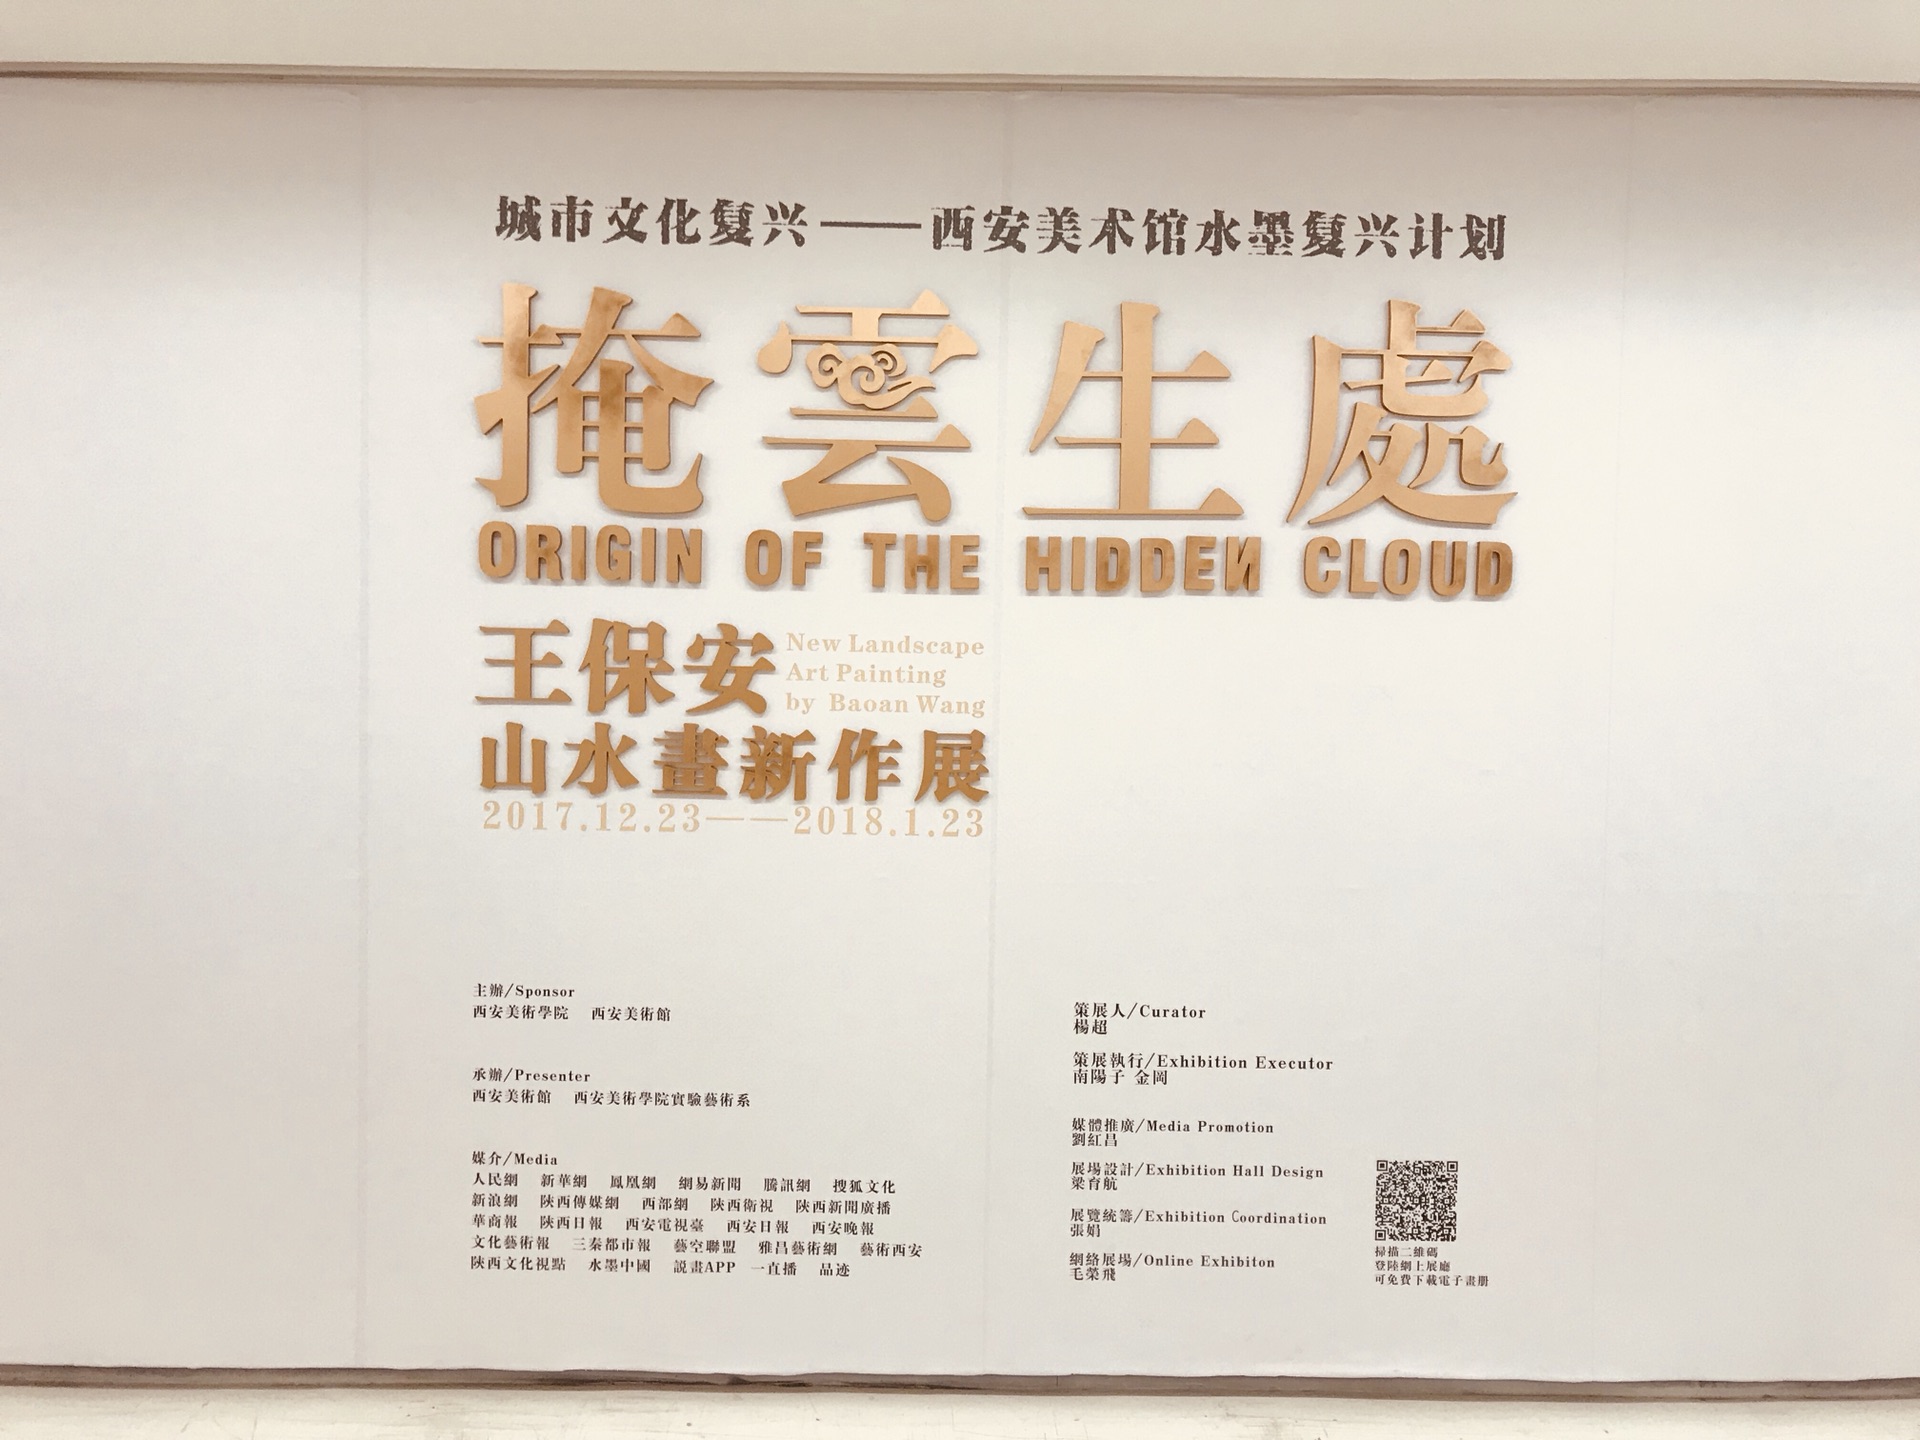 城市文化复兴——西安美术馆水墨复兴计划
掩雲生處
ORIGIN OF THE HIDDEN CLOUD
王保安
New Landscape
Art Painting
by Baoan Wang
山水畫新作展
2017.12.23——2018.1.23
主辦/Sponsor
西安美術學院 西安美術館
承辦/Presenter
西安美術館 西安美術學院實驗藝術系
媒介/Media
人民網 新華網 鳳凰網 網易新聞 騰訊網 搜狐文化
新浪網 陝西傳媒網 西部網 陝西衛視 陝西新聞廣播
華商報 陝西日報 西安電視臺 西安日報 西安晚報
文化藝術報 三秦都市報 藝空聯盟 雅昌藝術網 藝術西安
陝西文化視點 水墨中國 説畫APP 一直播 品迹
策展人/Curator
楊超
策展執行/Exhibition Executor
南陽子 金岡
媒體推廣/Media Promotion
劉紅昌
展場設計/Exhibition Hall Design
梁育航
展覽統籌/Exhibition Coordination
張娟
網絡展場/Online Exhibiton
毛榮飛
掃描二維碼
登陸網上展廳
可免費下載電子畫册